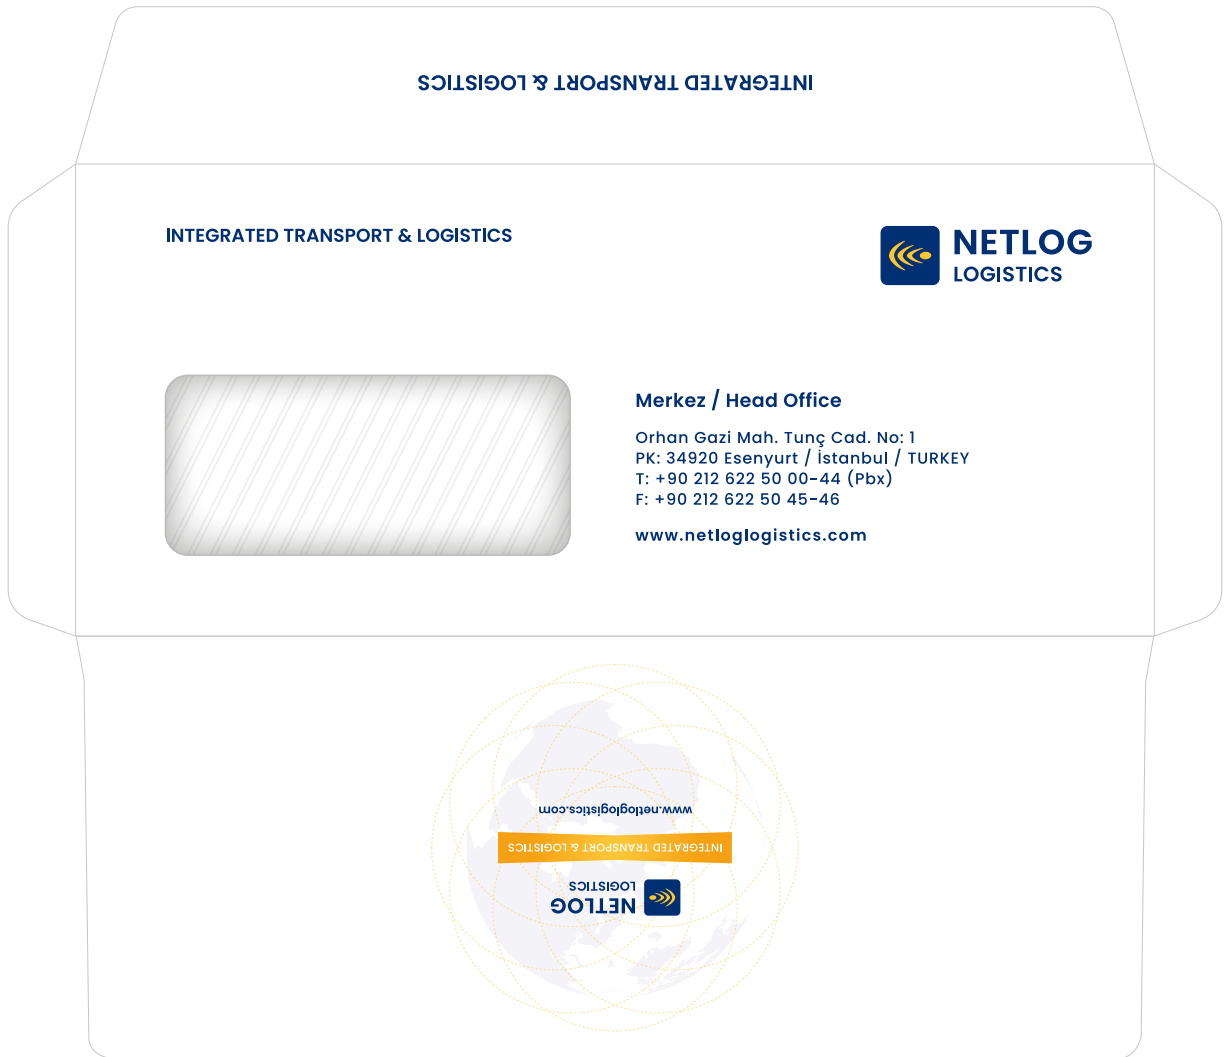 INTEGRATED TRANSPORT & LOGISTICS
INTEGRATED TRANSPORT & LOGISTICS
NETLOG
LOGISTICS
Merkez / Head Office
Orhan Gazi Mah. Tunç Cad. No: 1
PK: 34920 Esenyurt / İstanbul / TURKEY
T: +90 212 622 50 00-44 (Pbx)
F: +90 212 622 50 45-46
www.netloglogistics.com
NETLOG
LOGISTICS
INTEGRATED TRANSPORT & LOGISTICS
www.netloglogistics.com